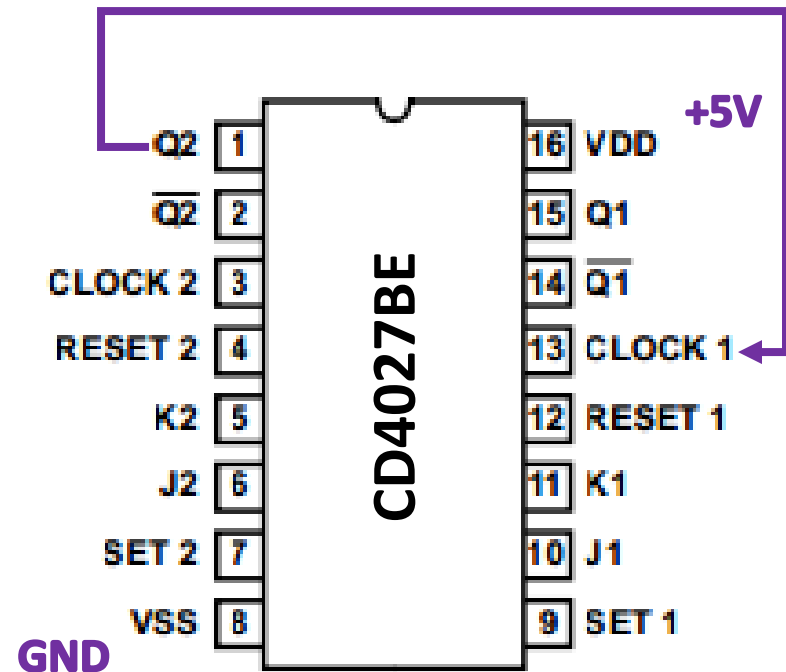 +5V
Q2 1 16 VDD
Q2 2 15 Q1
CLOCK 2 3 14 Q1
RESET 2 4 13 CLOCK 1
K2 5 12 RESET 1
J2 6 11 K1
SET 2 7 10 J1
VSS 8 9 SET 1
CD4027BE
GND